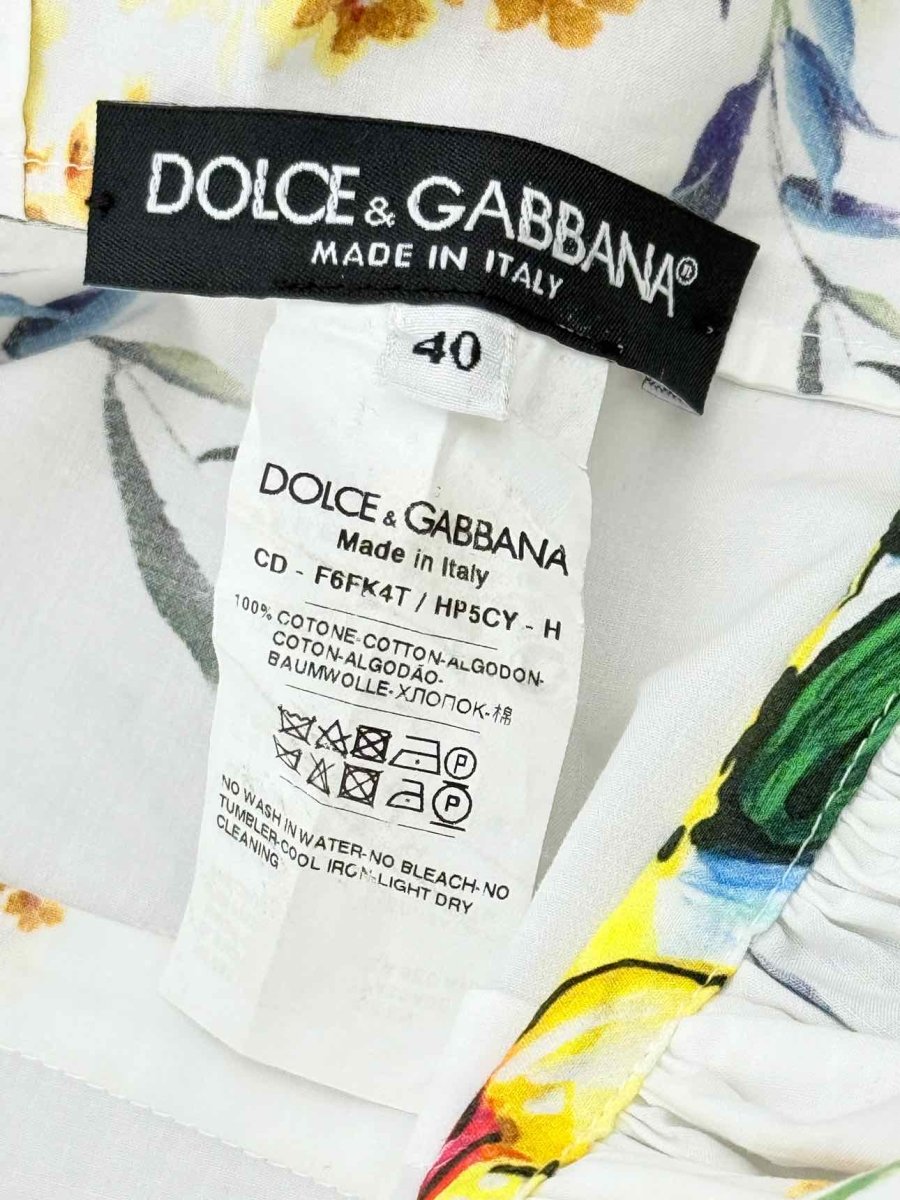 DOLCE & GABBANA®
MADE IN ITALY
40
DOLCE & GABBANA
Made in Italy
CD - F6FK4T / HP5CY - H
100% COTONE-COTTON-ALGODON-
COTON-ALGODÃO-
BAUMWOLLE-ХЛОПОК-棉
P
P
NO WASH IN WATER-NO BLEACH-NO
TUMBLER-COOL IRON-LIGHT DRY
CLEANING